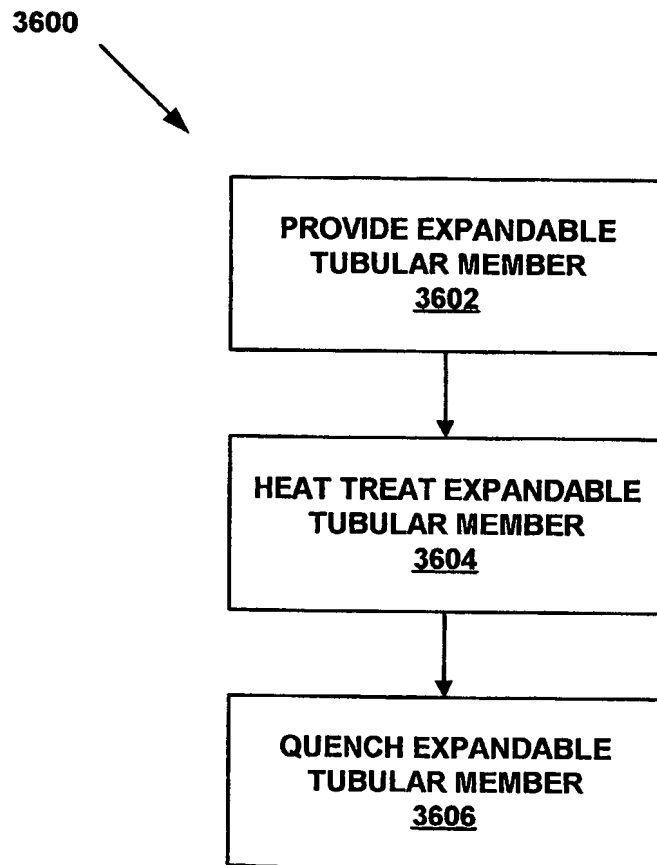 3600
PROVIDE EXPANDABLE
TUBULAR MEMBER
3602
HEAT TREAT EXPANDABLE
TUBULAR MEMBER
3604
QUENCH EXPANDABLE
TUBULAR MEMBER
3606